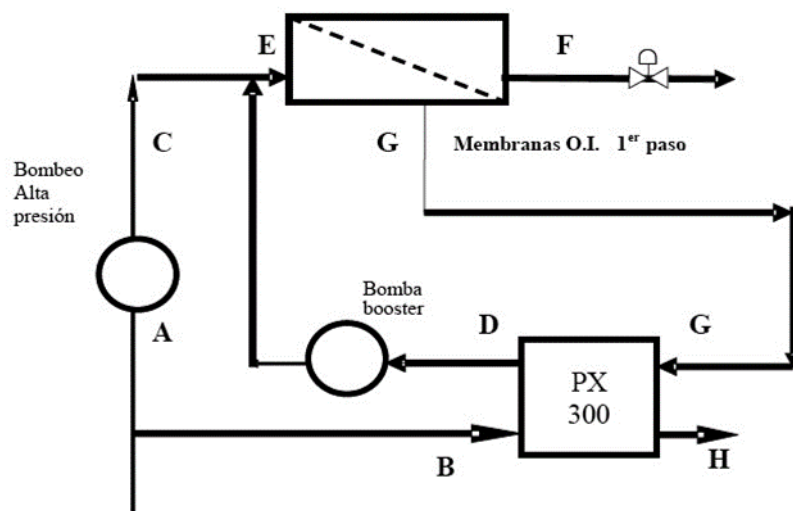 E
F
C
G
Membranas O.I. 1er paso
Bombeo
Alta
presión
Bomba
booster
A
D
G
PX
300
B
H